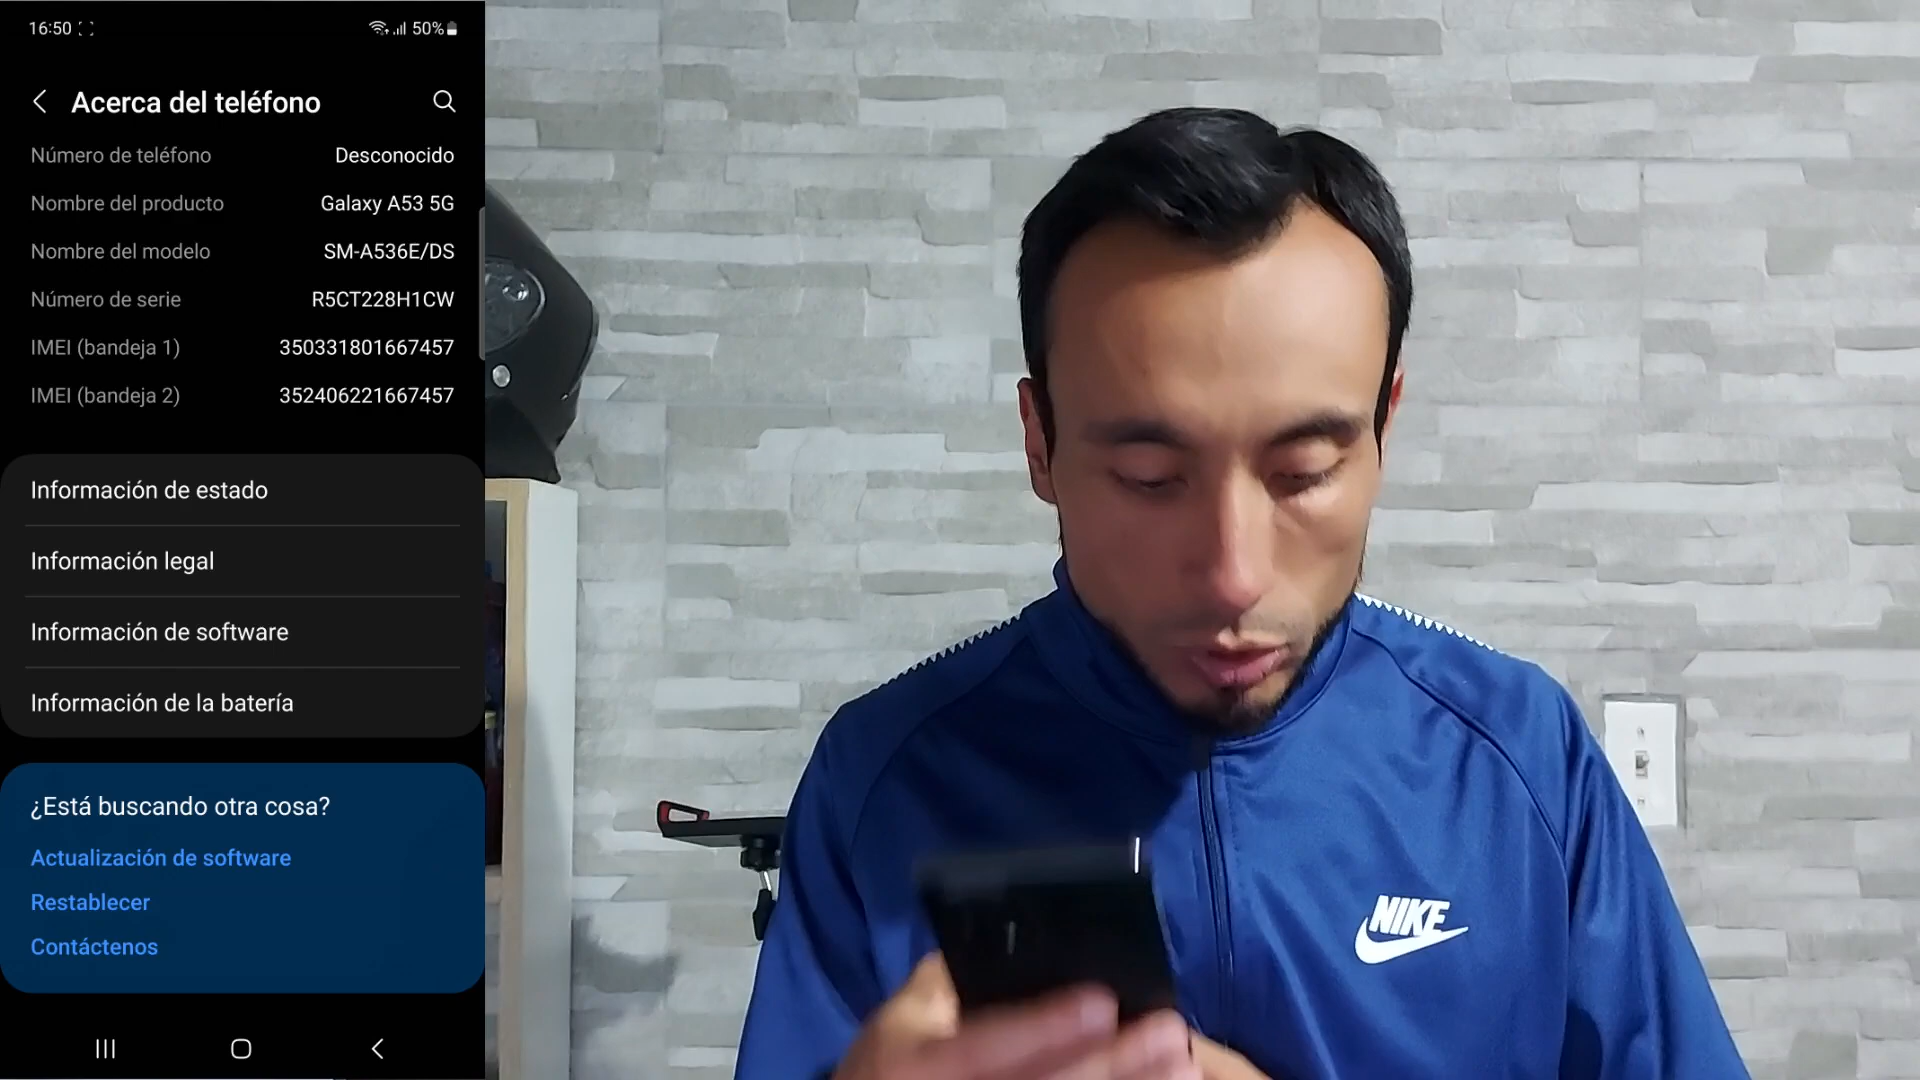 16:50 50%
Acerca del teléfono
Número de teléfono Desconocido
Nombre del producto Galaxy A53 5G
Nombre del modelo SM-A536E/DS
Número de serie R5CT228H1CW
IMEI (bandeja 1) 350331801667457
IMEI (bandeja 2) 352406221667457
Información de estado
Información legal
Información de software
Información de la batería
¿Está buscando otra cosa?
Actualización de software
Restablecer
Contáctenos
NIKE